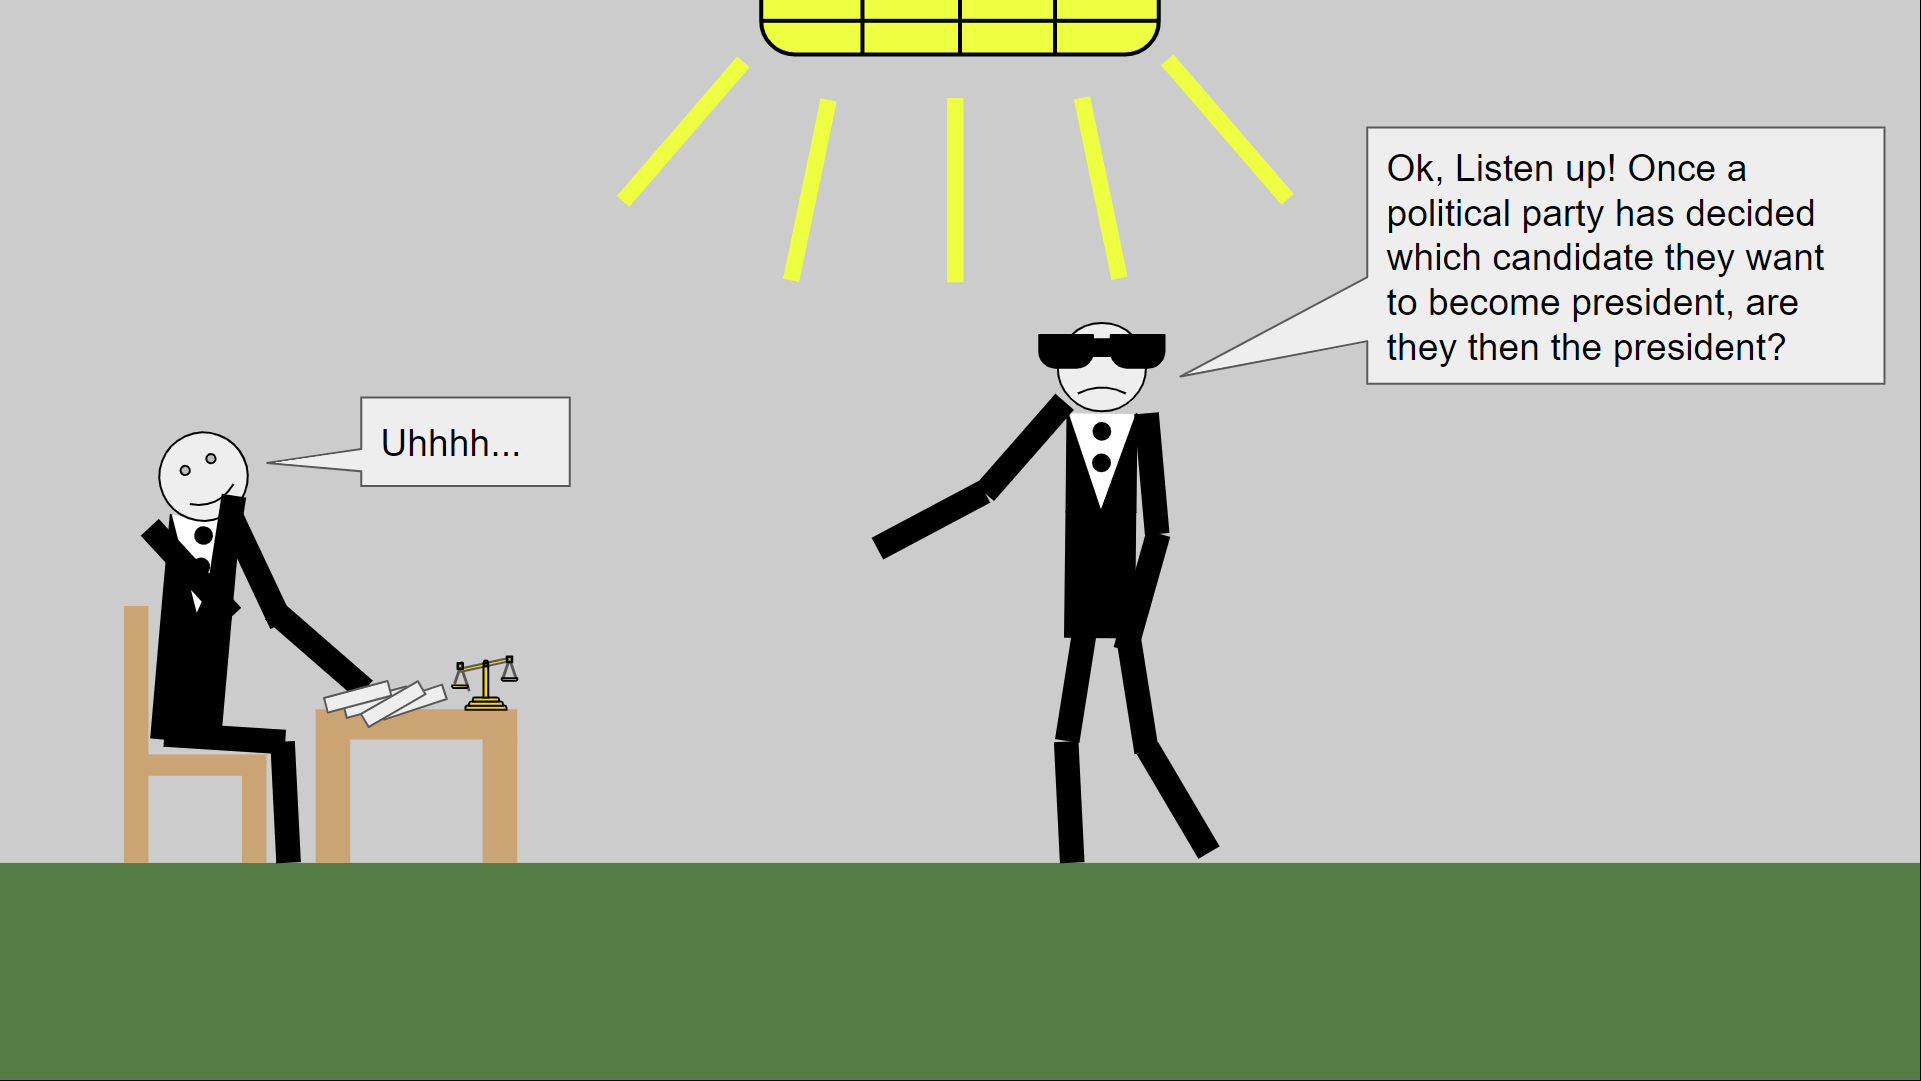 Ok, Listen up! Once a
political party has decided
which candidate they want
to become president, are
they then the president?
Uhhhh...